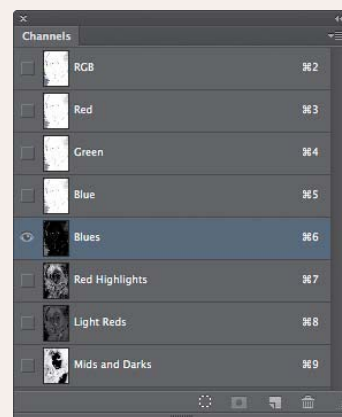 Channels
RGB ⌘2
Red ⌘3
Green ⌘4
Blue ⌘5
Blues ⌘6
Red Highlights ⌘7
Light Reds ⌘8
Mids and Darks ⌘9